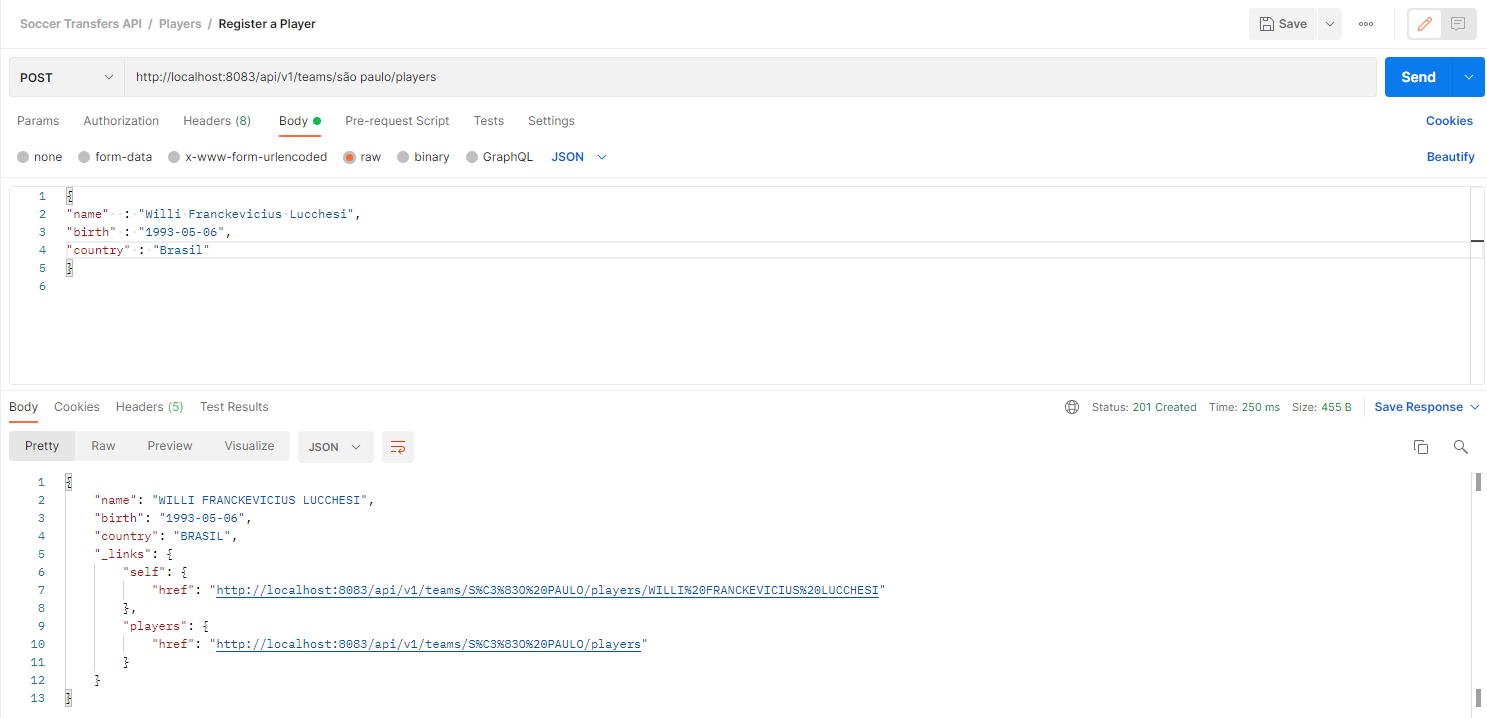 Soccer Transfers API / Players / Register a Player Save
POST http://localhost:8083/api/v1/teams/são paulo/players Send
Params Authorization Headers (8) Body Pre-request Script Tests Settings Cookies
none form-data x-www-form-urlencoded raw binary GraphQL JSON Beautify
1 {
2 "name" : "Willi Franckevicius Lucchesi",
3 "birth" : "1993-05-06",
4 "country" : "Brasil"
5 }
6
Body Cookies Headers (5) Test Results Status: 201 Created Time: 250 ms Size: 455 B Save Response
Pretty Raw Preview Visualize JSON
1 {
2 "name": "WILLI FRANCKEVICIUS LUCCHESI",
3 "birth": "1993-05-06",
4 "country": "BRASIL",
5 "_links": {
6 "self": {
7 "href": "http://localhost:8083/api/v1/teams/S%C3%83O%20PAULO/players/WILLI%20FRANCKEVICIUS%20LUCCHESI"
8 },
9 "players": {
10 "href": "http://localhost:8083/api/v1/teams/S%C3%83O%20PAULO/players"
11 }
12 }
13 }